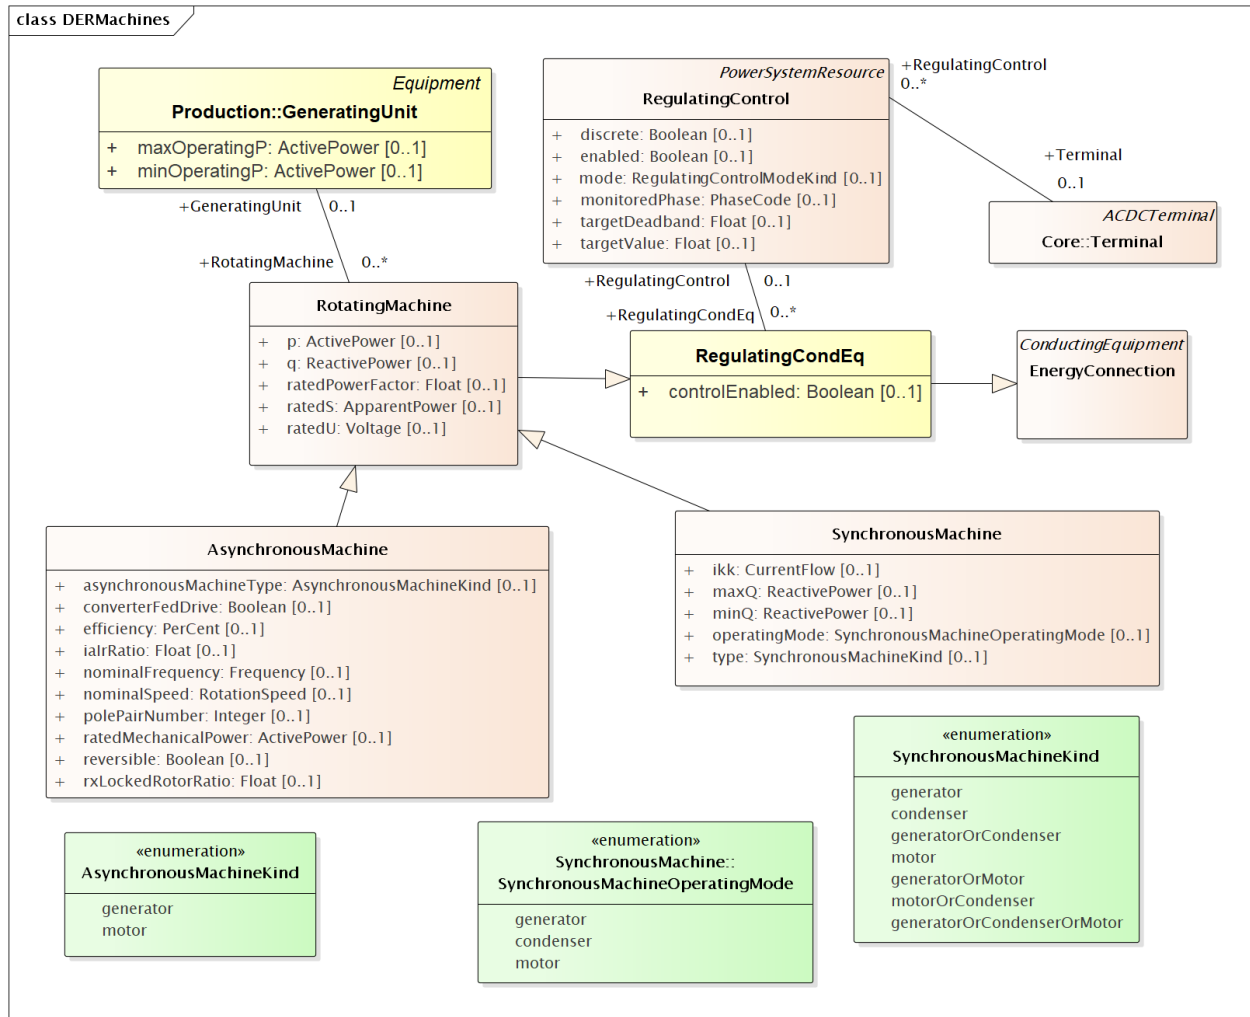 class DERMachines
Equipment
Production::GeneratingUnit
+ maxOperatingP: ActivePower [0..1]
+ minOperatingP: ActivePower [0..1]
+GeneratingUnit 0..1
+RotatingMachine 0..*
PowerSystemResource
RegulatingControl
+ discrete: Boolean [0..1]
+ enabled: Boolean [0..1]
+ mode: RegulatingControlModeKind [0..1]
+ monitoredPhase: PhaseCode [0..1]
+ targetDeadband: Float [0..1]
+ targetValue: Float [0..1]
+RegulatingControl
0..*
+Terminal
0..1
ACDCTerminal
Core::Terminal
+RegulatingControl 0..1
+RegulatingCondEq 0..*
RotatingMachine
+ p: ActivePower [0..1]
+ q: ReactivePower [0..1]
+ ratedPowerFactor: Float [0..1]
+ ratedS: ApparentPower [0..1]
+ ratedU: Voltage [0..1]
RegulatingCondEq
+ controlEnabled: Boolean [0..1]
ConductingEquipment
EnergyConnection
AsynchronousMachine
+ asynchronousMachineType: AsynchronousMachineKind [0..1]
+ converterFedDrive: Boolean [0..1]
+ efficiency: PerCent [0..1]
+ iaIrRatio: Float [0..1]
+ nominalFrequency: Frequency [0..1]
+ nominalSpeed: RotationSpeed [0..1]
+ polePairNumber: Integer [0..1]
+ ratedMechanicalPower: ActivePower [0..1]
+ reversible: Boolean [0..1]
+ rxLockedRotorRatio: Float [0..1]
SynchronousMachine
+ ikk: CurrentFlow [0..1]
+ maxQ: ReactivePower [0..1]
+ minQ: ReactivePower [0..1]
+ operatingMode: SynchronousMachineOperatingMode [0..1]
+ type: SynchronousMachineKind [0..1]
«enumeration»
AsynchronousMachineKind
generator
motor
«enumeration»
SynchronousMachine::
SynchronousMachineOperatingMode
generator
condenser
motor
«enumeration»
SynchronousMachineKind
generator
condenser
generatorOrCondenser
motor
generatorOrMotor
motorOrCondenser
generatorOrCondenserOrMotor